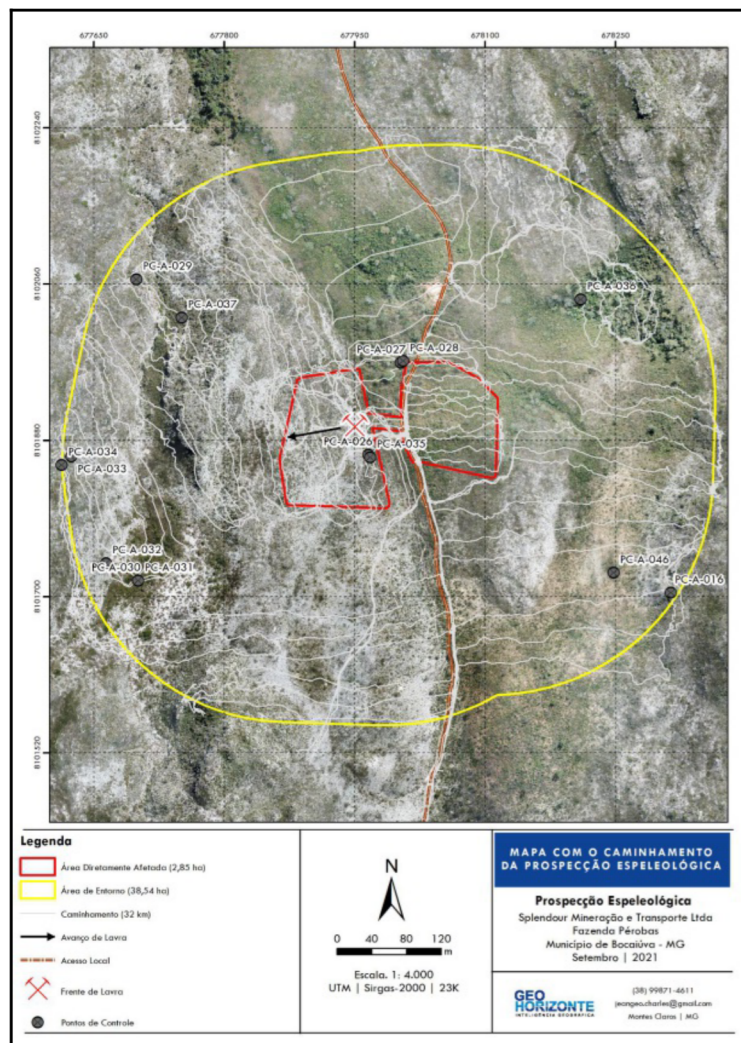 677650 677800 677950 678100 678250
8102240
PC-A-029
8102060
PC-A-036
PC-A-037
PC-A-027 PC-A-028
8101880
PC-A-026 PC-A-035
PC-A-034
PC-A-033
PC-A-032
PC-A-030 PC-A-031
PC-A-046
PC-A-016
8101700
8101520
Legenda
Área Diretamente Afetada (2,85 ha)
Área de Entorno (38,54 ha)
Caminhamento (32 km)
Avanço de Lavra
Acesso Local
Frente de Lavra
Pontos de Controle
N
0 40 80 120
m
Escala. 1: 4.000
UTM | Sirgas-2000 | 23K
MAPA COM O CAMINHAMENTO
DA PROSPECÇÃO ESPELEOLÓGICA
Prospecção Espeleológica
Splendour Mineração e Transporte Ltda
Fazenda Pérobas
Município de Bocaiúva - MG
Setembro | 2021
GEO
HORIZONTE
INTELIGÊNCIA GEOGRÁFICA
(38) 99871-4611
jeangeo.charles@gmail.com
Montes Claros | MG